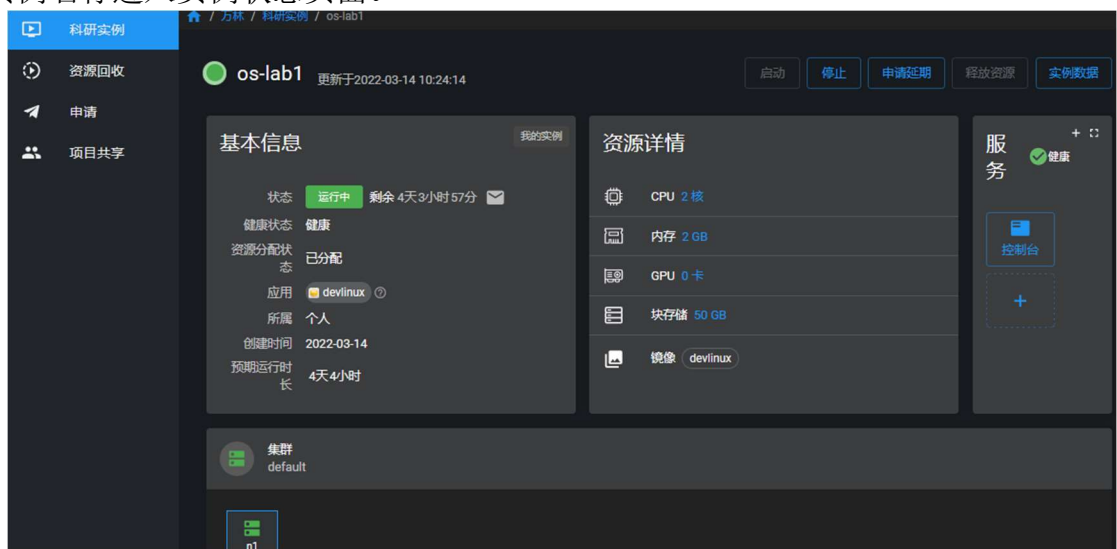 科研实例
资源回收
申请
项目共享
/ 万林 / 科研实例 / os-lab1
os-lab1 更新于2022-03-14 10:24:14
启动 停止 申请延期 释放资源 实例数据
基本信息
我的实例
状态 运行中 剩余 4天3小时57分
健康状态 健康
资源分配状态 已分配
应用 devlinux
所属 个人
创建时间 2022-03-14
预期运行时长 4天4小时
资源详情
CPU 2 核
内存 2 GB
GPU 0 卡
块存储 50 GB
镜像 devlinux
服务
健康
控制台
+
集群
default
n1